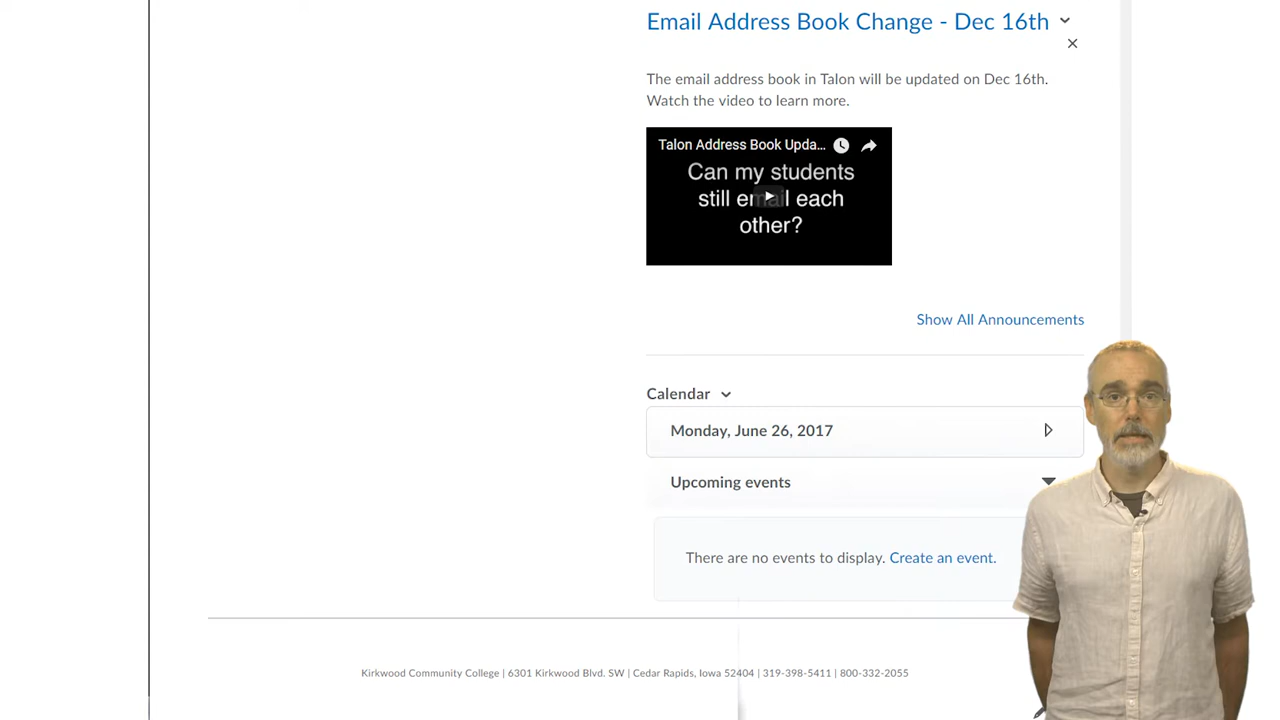 Email Address Book Change - Dec 16th
The email address book in Talon will be updated on Dec 16th.
Watch the video to learn more.
Talon Address Book Upda...
Can my students
still email each
other?
Show All Announcements
Calendar
Monday, June 26, 2017
Upcoming events
There are no events to display. Create an event.
Kirkwood Community College | 6301 Kirkwood Blvd. SW | Cedar Rapids, Iowa 52404 | 319-398-5411 | 800-332-2055